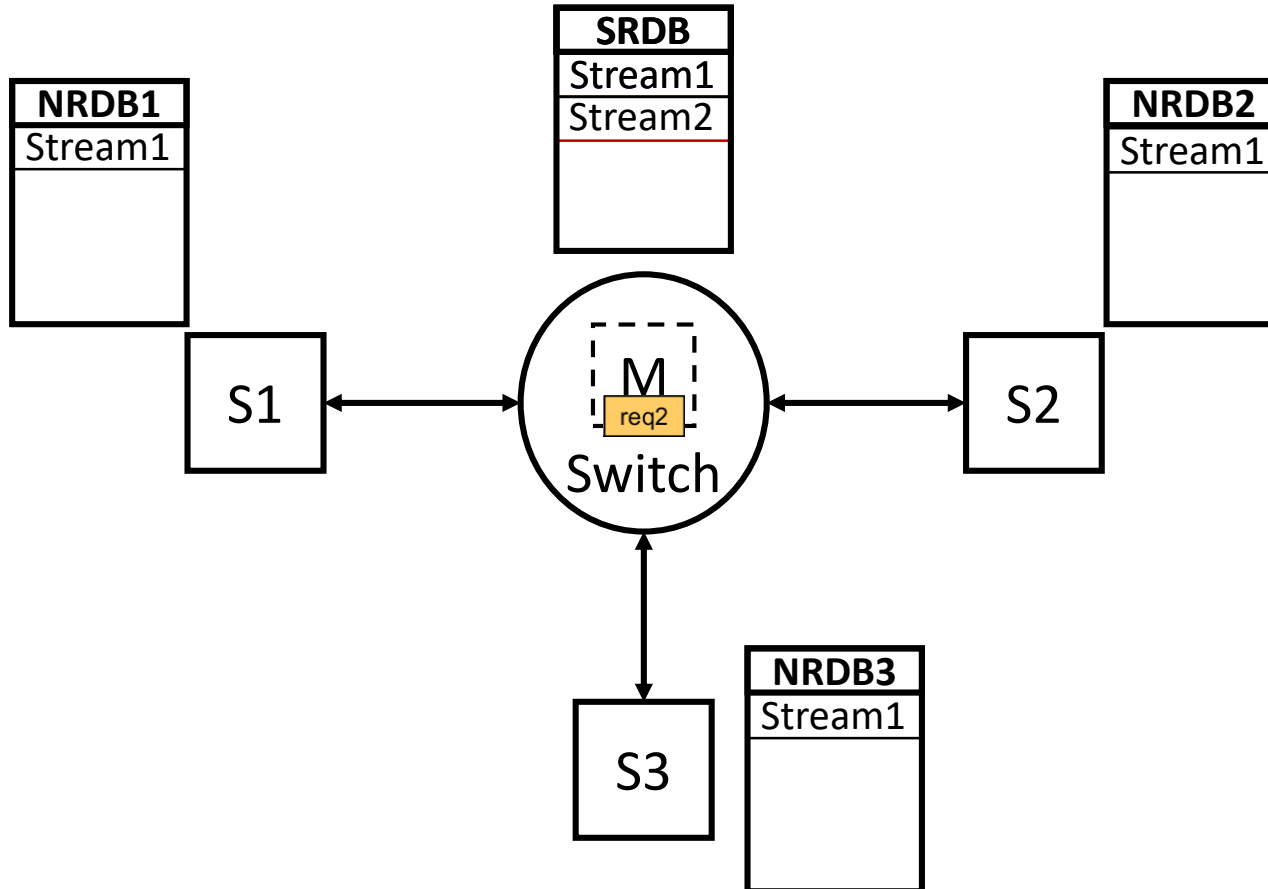 SRDB
Stream1
Stream2
NRDB1
Stream1
NRDB2
Stream1
S1
M
req2
Switch
S2
NRDB3
Stream1
S3